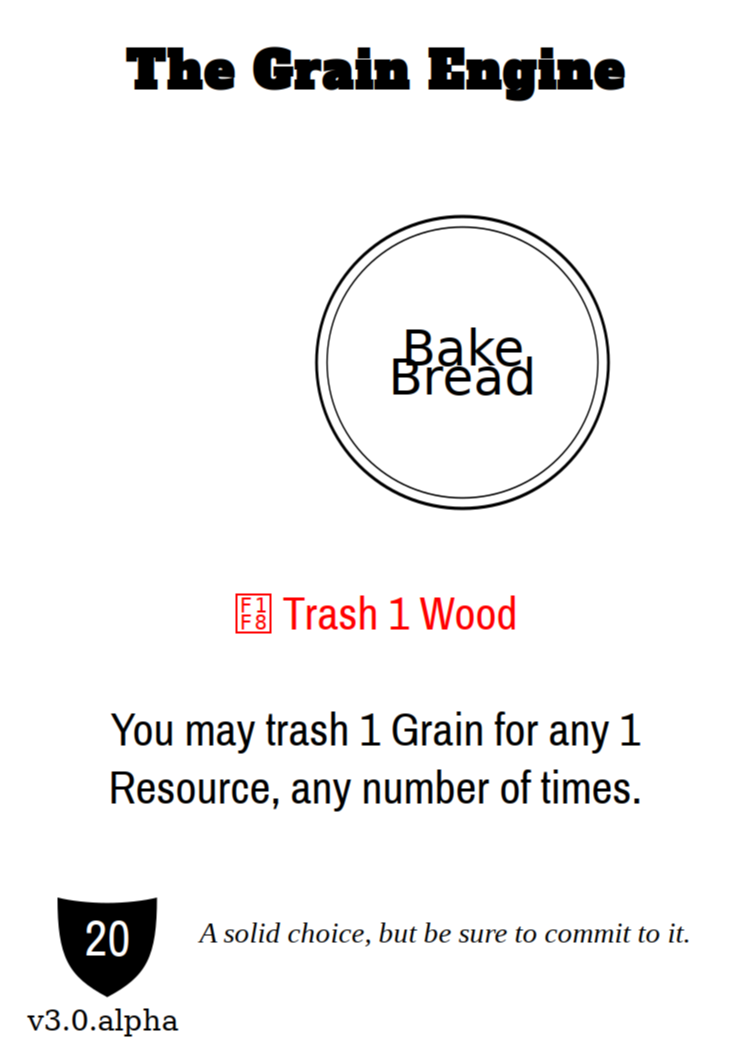 The Grain Engine
Bake
Bread
Trash 1 Wood
You may trash 1 Grain for any 1
Resource, any number of times.
20
A solid choice, but be sure to commit to it.
v3.0.alpha